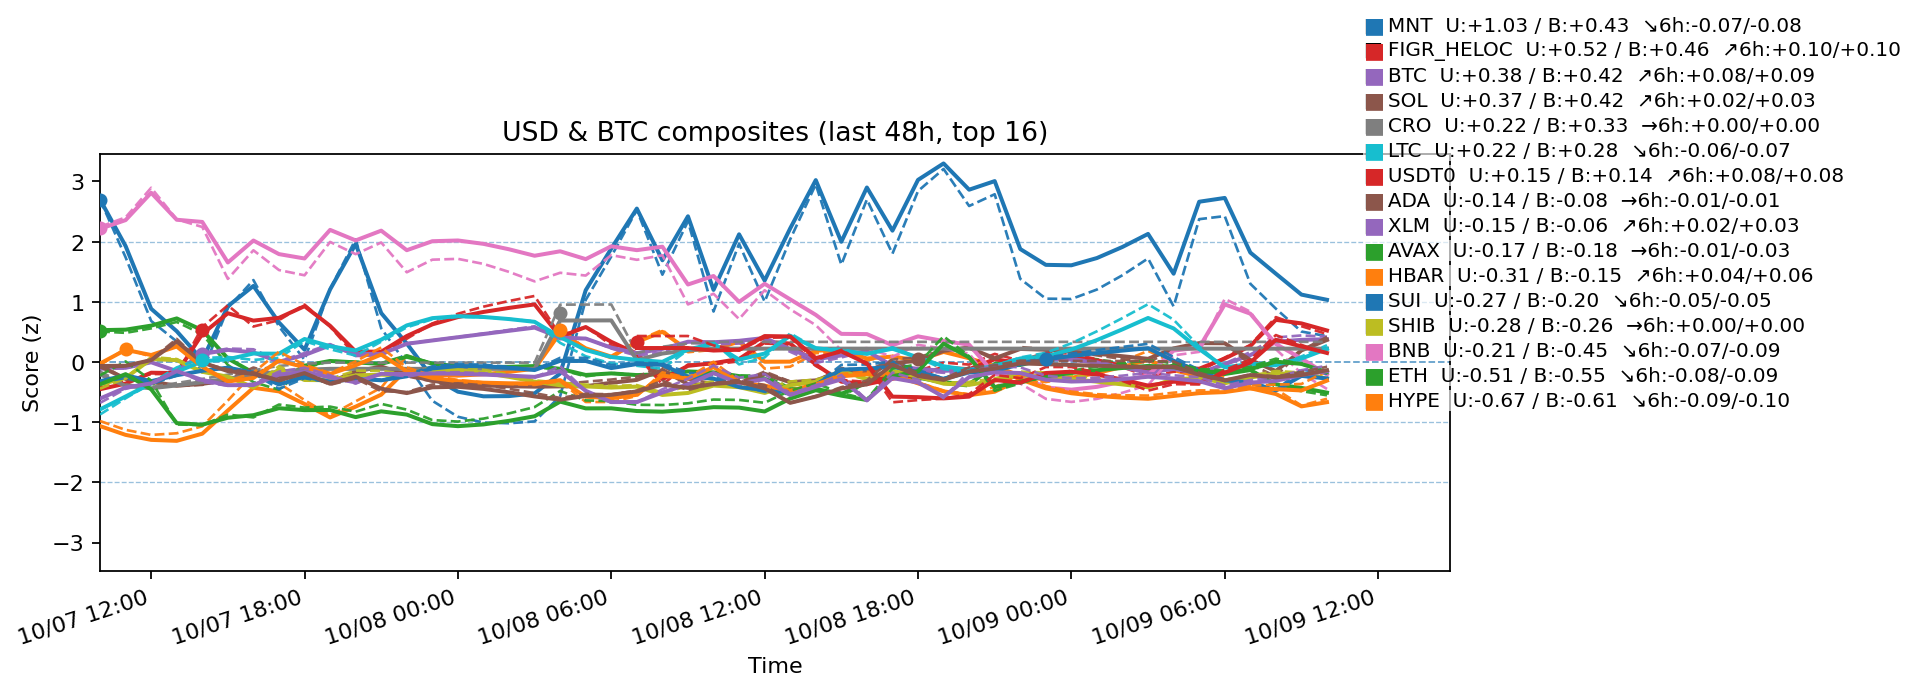 MNT  U:+1.03 / B:+0.43  ↘6h:-0.07/-0.08
FIGR_HELOC  U:+0.52 / B:+0.46  ↗6h:+0.10/+0.10
BTC  U:+0.38 / B:+0.42  ↗6h:+0.08/+0.09
SOL  U:+0.37 / B:+0.42  ↗6h:+0.02/+0.03
CRO  U:+0.22 / B:+0.33  →6h:+0.00/+0.00
LTC  U:+0.22 / B:+0.28  ↘6h:-0.06/-0.07
USDT0  U:+0.15 / B:+0.14  ↗6h:+0.08/+0.08
ADA  U:-0.14 / B:-0.08  →6h:-0.01/-0.01
XLM  U:-0.15 / B:-0.06  ↗6h:+0.02/+0.03
AVAX  U:-0.17 / B:-0.18  →6h:-0.01/-0.03
HBAR  U:-0.31 / B:-0.15  ↗6h:+0.04/+0.06
SUI  U:-0.27 / B:-0.20  ↘6h:-0.05/-0.05
SHIB  U:-0.28 / B:-0.26  →6h:+0.00/+0.00
BNB  U:-0.21 / B:-0.45  ↘6h:-0.07/-0.09
ETH  U:-0.51 / B:-0.55  ↘6h:-0.08/-0.09
HYPE  U:-0.67 / B:-0.61  ↘6h:-0.09/-0.10
USD & BTC composites (last 48h, top 16)
Score (z)
3
2
1
0
−1
−2
−3
10/07 12:00
10/07 18:00
10/08 00:00
10/08 06:00
10/08 12:00
10/08 18:00
10/09 00:00
10/09 06:00
10/09 12:00
Time